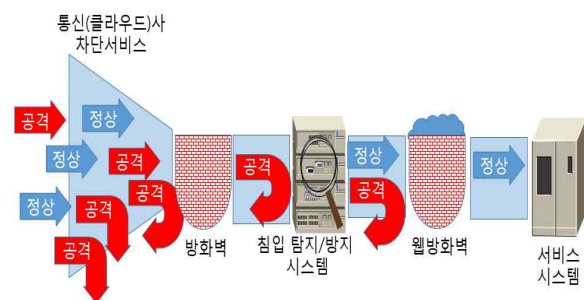 통신(클라우드)사
차단서비스
공격
정상
정상
공격
공격
정상
공격
공격
공격
정상
공격
정상
방화벽
침입 탐지/방지
시스템
웹방화벽
서비스
시스템